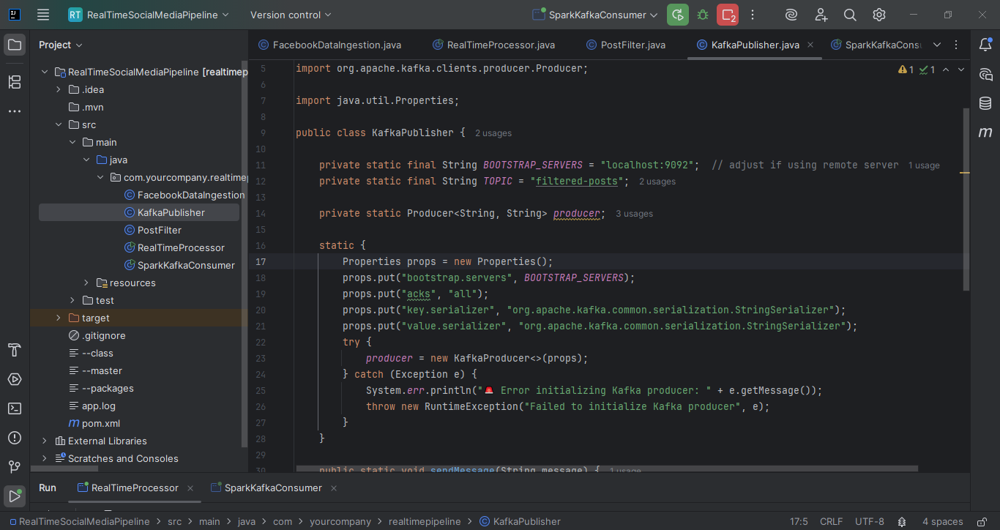 RT RealTimeSocialMediaPipeline Version control SparkKafkaConsumer 2
Project
FacebookDataIngestion.java RealTimeProcessor.java PostFilter.java KafkaPublisher.java SparkKafkaConsu
RealTimeSocialMediaPipeline [realtimep
.idea
.mvn
src
main
java
com.yourcompany.realtimep
FacebookDataIngestion
KafkaPublisher
PostFilter
RealTimeProcessor
SparkKafkaConsumer
resources
test
target
.gitignore
--class
--master
--packages
app.log
m pom.xml
External Libraries
Scratches and Consoles
1 1
5 import org.apache.kafka.clients.producer.Producer;
6
7 import java.util.Properties;
8
9 public class KafkaPublisher { 2 usages
10
11 private static final String BOOTSTRAP_SERVERS = "localhost:9092"; // adjust if using remote server 1 usage
12 private static final String TOPIC = "filtered-posts"; 2 usages
13
14 private static Producer<String, String> producer; 3 usages
15
16 static {
17 Properties props = new Properties();
18 props.put("bootstrap.servers", BOOTSTRAP_SERVERS);
19 props.put("acks", "all");
20 props.put("key.serializer", "org.apache.kafka.common.serialization.StringSerializer");
21 props.put("value.serializer", "org.apache.kafka.common.serialization.StringSerializer");
22 try {
23 producer = new KafkaProducer<>(props);
24 } catch (Exception e) {
25 System.err.println("🚨 Error initializing Kafka producer: " + e.getMessage());
26 throw new RuntimeException("Failed to initialize Kafka producer", e);
27 }
28 }
29
30 public static void sendMessage(String message) { 1 usage
m
Run RealTimeProcessor SparkKafkaConsumer
RealTimeSocialMediaPipeline > src > main > java > com > yourcompany > realtimepipeline > KafkaPublisher 17:5 CRLF UTF-8 4 spaces